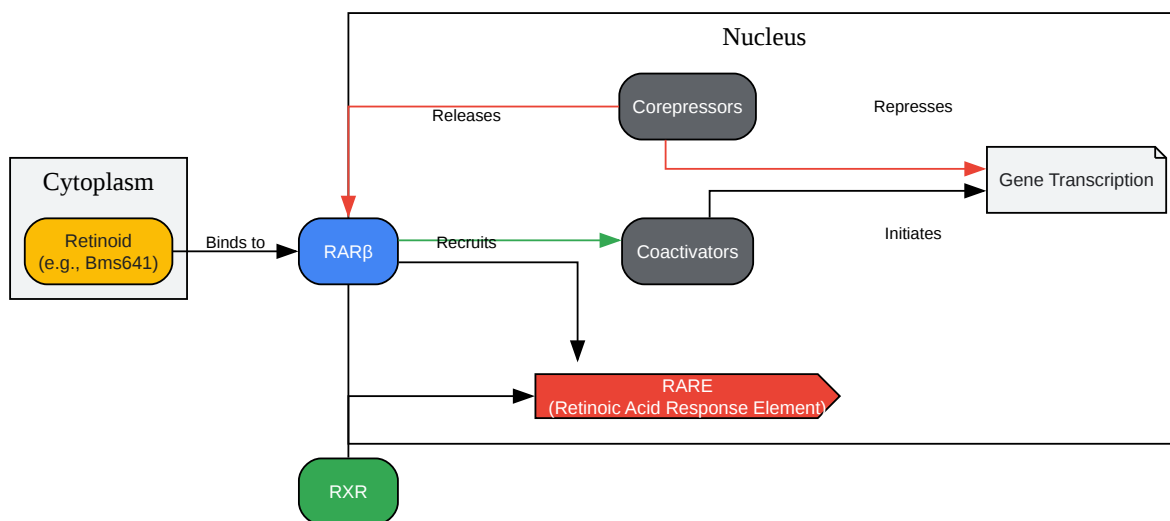 Nucleus
Corepressors
Represses
Releases
Cytoplasm
Gene Transcription
Retinoid
(e.g., Bms641)
Binds to
RARβ
Recruits
Coactivators
Initiates
RARE
(Retinoic Acid Response Element)
RXR